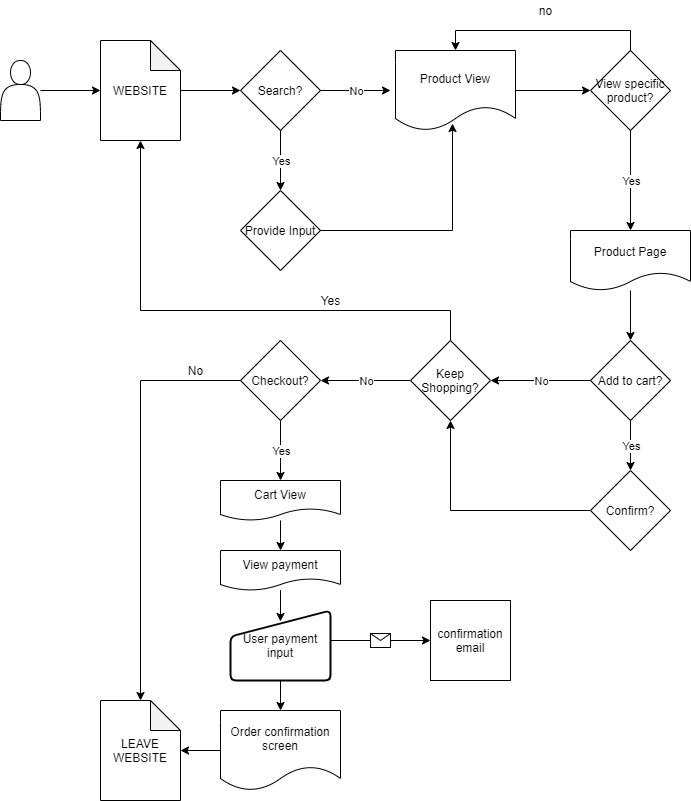 no
WEBSITE
Search?
No
Product View
View specific
product?
Yes
Yes
Provide Input
Product Page
Yes
No
Checkout?
No
Keep
Shopping?
No
Add to cart?
Yes
Yes
Cart View
Confirm?
View payment
User payment
input
confirmation
email
Order confirmation
screen
LEAVE
WEBSITE